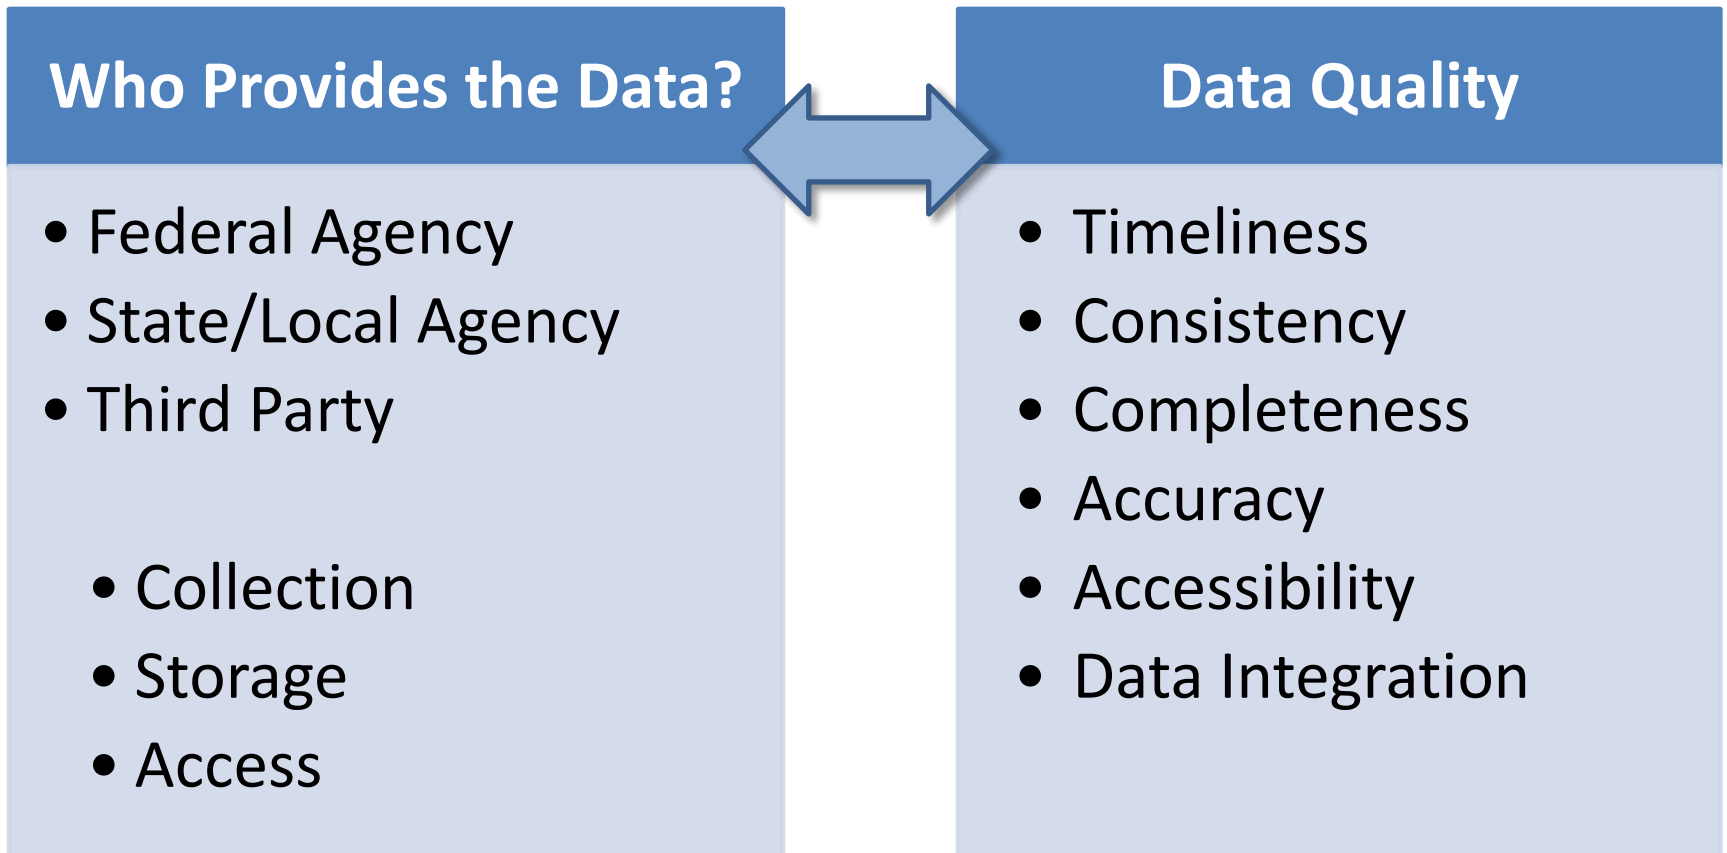 Who Provides the Data?
• Federal Agency
• State/Local Agency
• Third Party
• Collection
• Storage
• Access
Data Quality
• Timeliness
• Consistency
• Completeness
• Accuracy
• Accessibility
• Data Integration